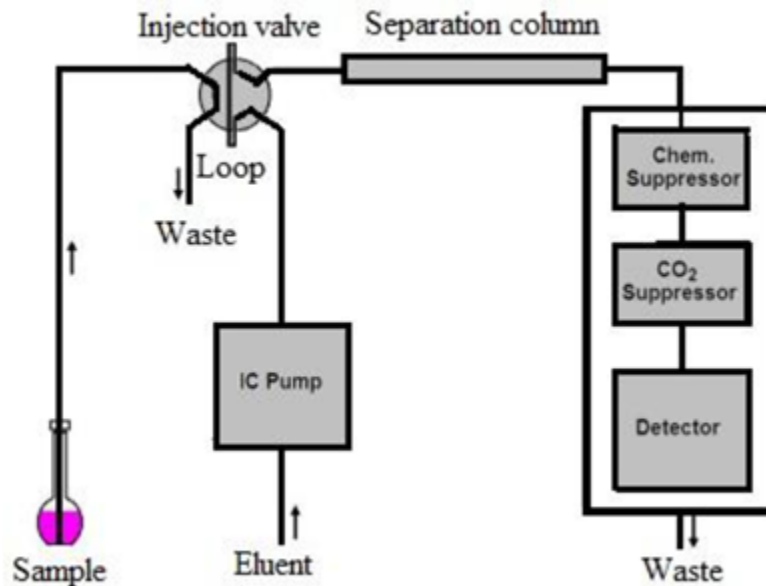 Injection valve
Separation column
Loop
Waste
Chem.
Suppressor
CO₂
Suppressor
IC Pump
Detector
Sample
Eluent
Waste